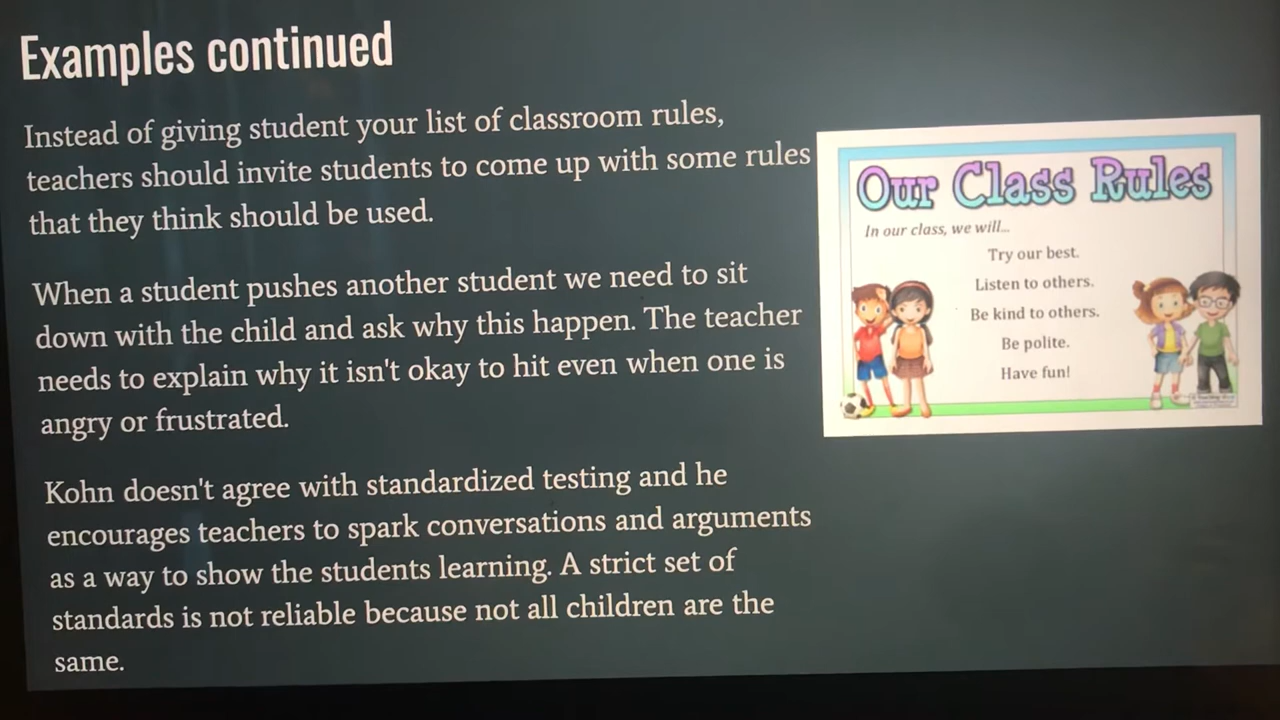 Examples continued
Instead of giving student your list of classroom rules,
teachers should invite students to come up with some rules
that they think should be used.
When a student pushes another student we need to sit
down with the child and ask why this happen. The teacher
needs to explain why it isn't okay to hit even when one is
angry or frustrated.
Kohn doesn't agree with standardized testing and he
encourages teachers to spark conversations and arguments
as a way to show the students learning. A strict set of
standards is not reliable because not all children are the
same.
Our Class Rules
In our class, we will...
Try our best.
Listen to others.
Be kind to others.
Be polite.
Have fun!